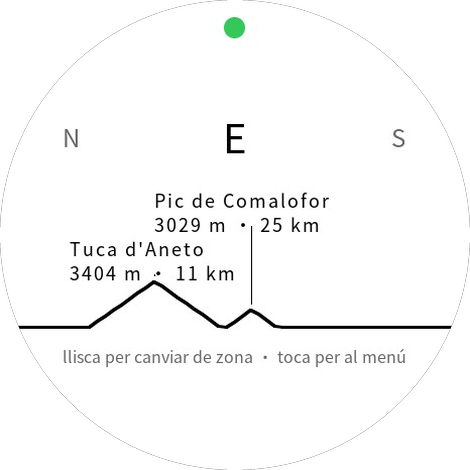 N E S
Pic de Comalofor
3029 m • 25 km
Tuca d'Aneto
3404 m • 11 km
llisca per canviar de zona • toca per al menú